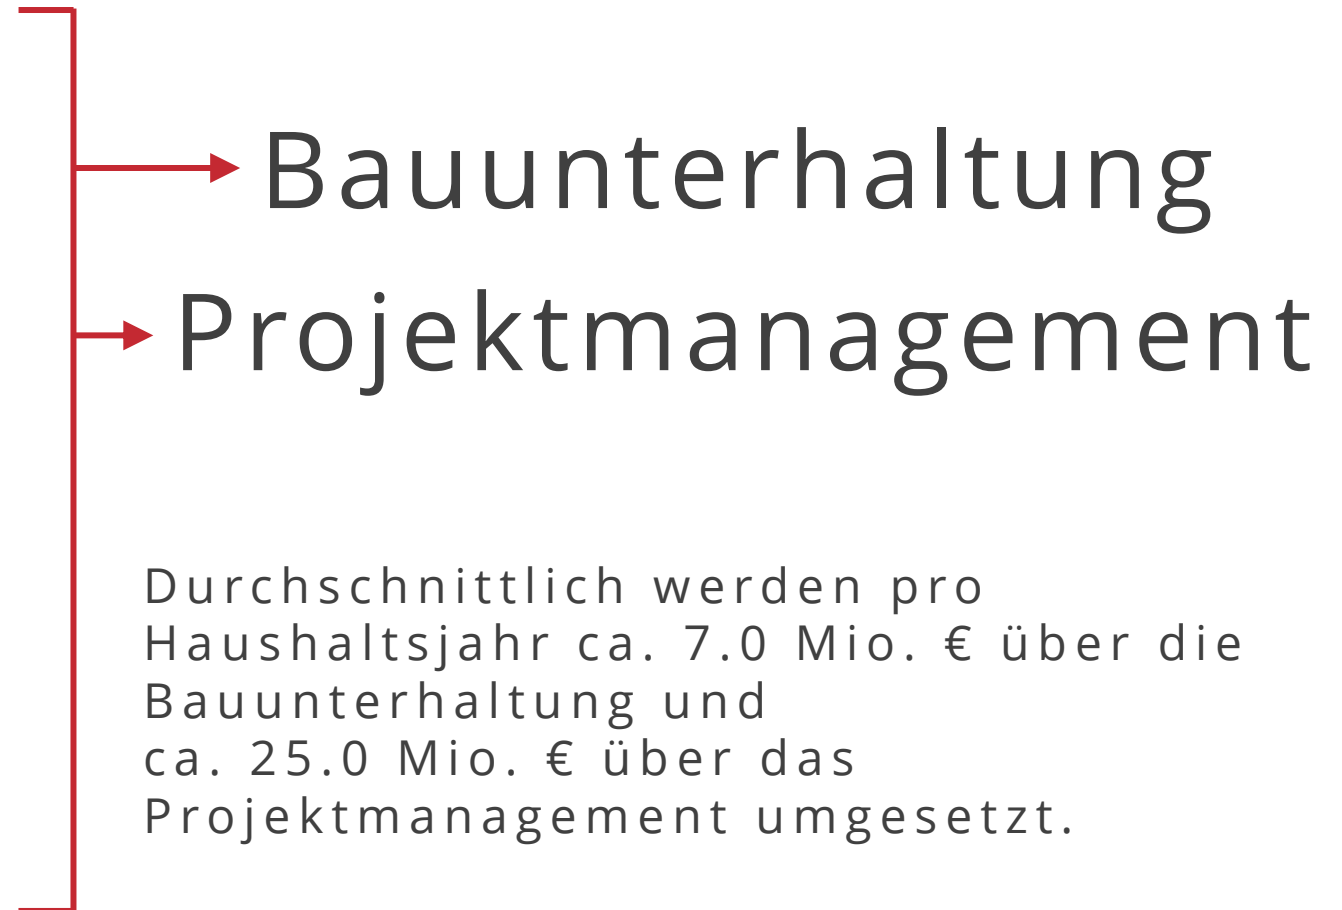 Bauunterhaltung
Projektmanagement
Durchschnittlich werden pro
Haushaltsjahr ca. 7.0 Mio. € über die
Bauunterhaltung und
ca. 25.0 Mio. € über das
Projektmanagement umgesetzt.